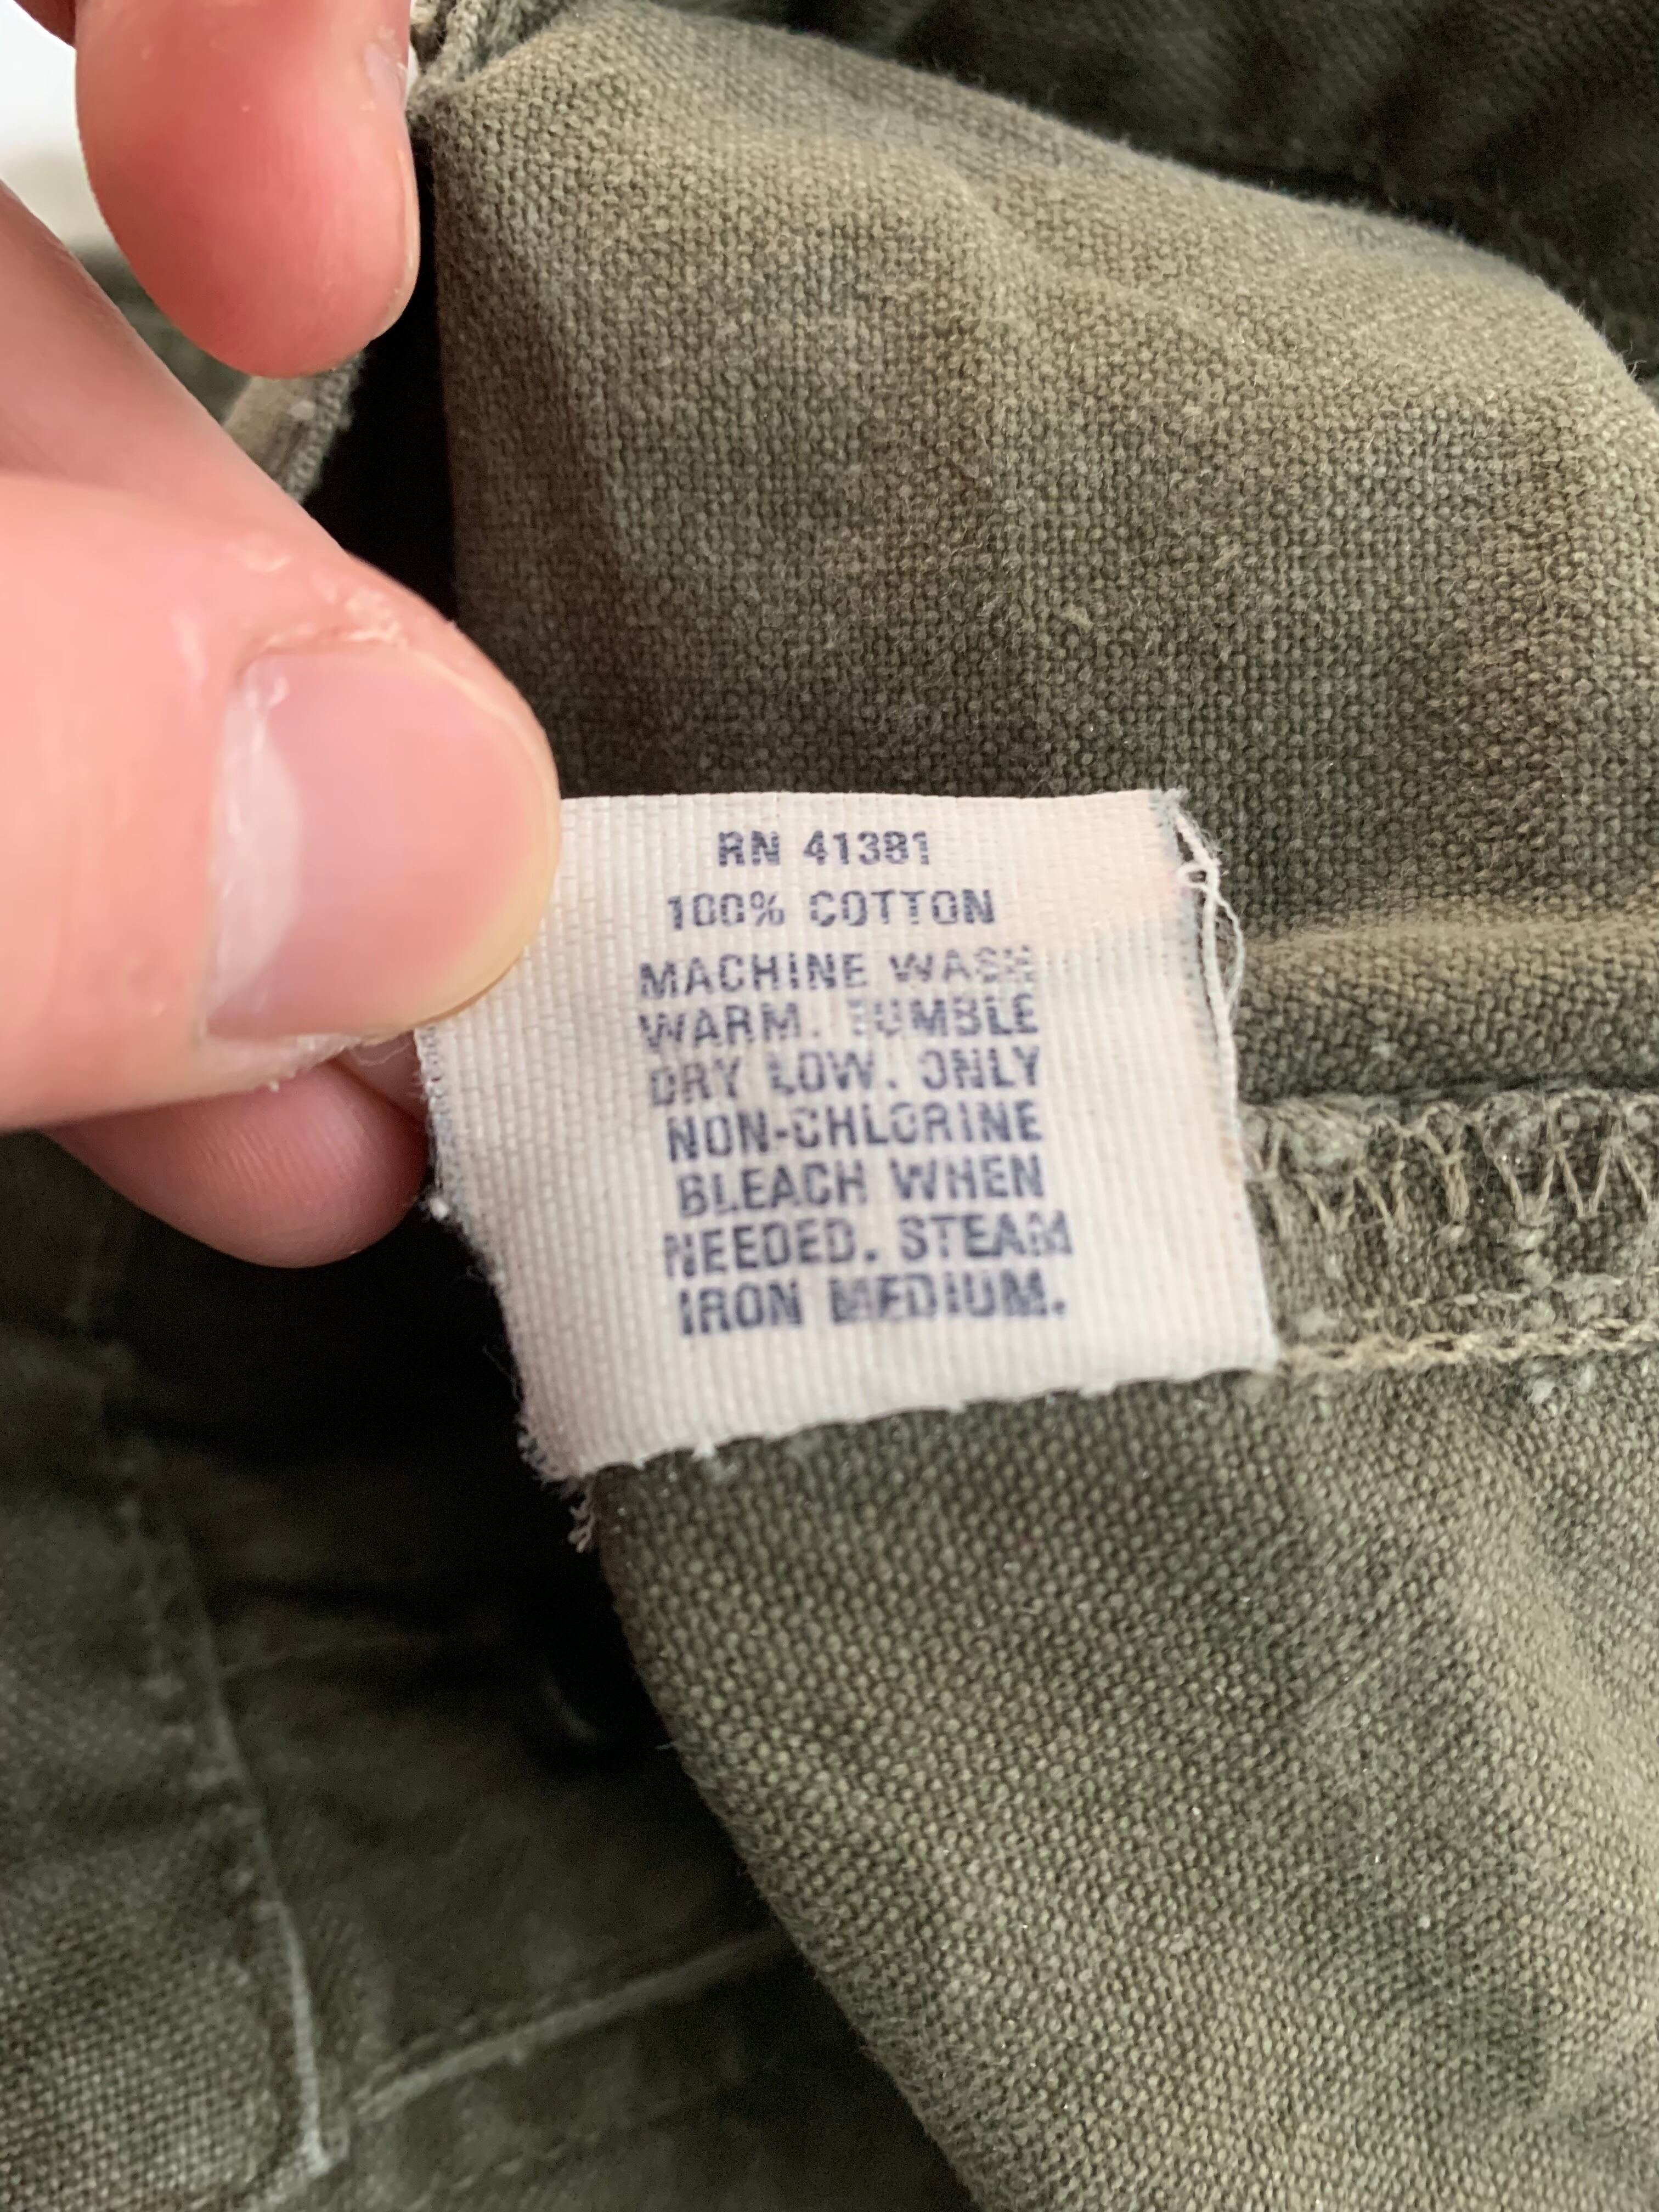 RN 41381
100% COTTON
MACHINE WASH
WARM. TUMBLE
DRY LOW. ONLY
NON-CHLORINE
BLEACH WHEN
NEEDED. STEAM
IRON MEDIUM.